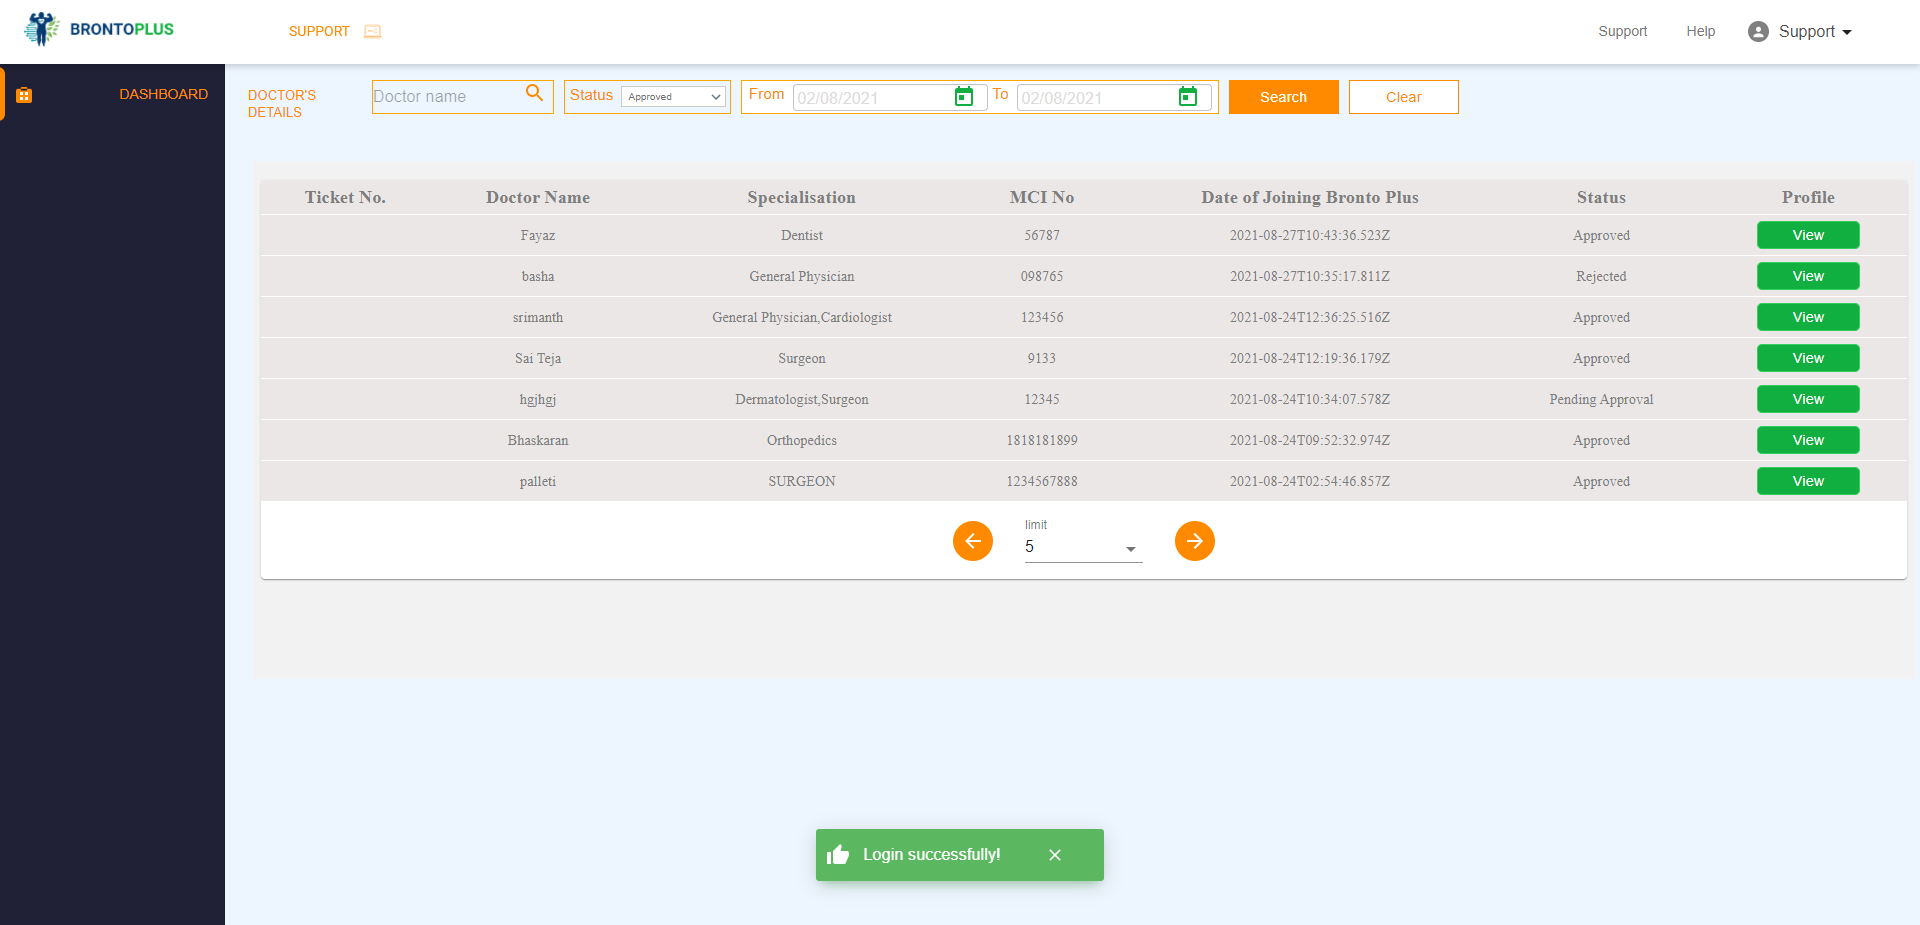 BRONTOPLUS
SUPPORT
Support
Help
Support
DASHBOARD
DOCTOR'S
DETAILS
Doctor name
Status
Approved
From
02/08/2021
To
02/08/2021
Search
Clear
Ticket No. Doctor Name Specialisation MCI No Date of Joining Bronto Plus Status Profile
Fayaz Dentist 56787 2021-08-27T10:43:36.523Z Approved View
basha General Physician 098765 2021-08-27T10:35:17.811Z Rejected View
srimanth General Physician,Cardiologist 123456 2021-08-24T12:36:25.516Z Approved View
Sai Teja Surgeon 9133 2021-08-24T12:19:36.179Z Approved View
hgjhgj Dermatologist,Surgeon 12345 2021-08-24T10:34:07.578Z Pending Approval View
Bhaskaran Orthopedics 1818181899 2021-08-24T09:52:32.974Z Approved View
palleti SURGEON 1234567888 2021-08-24T02:54:46.857Z Approved View
limit
5
Login successfully!